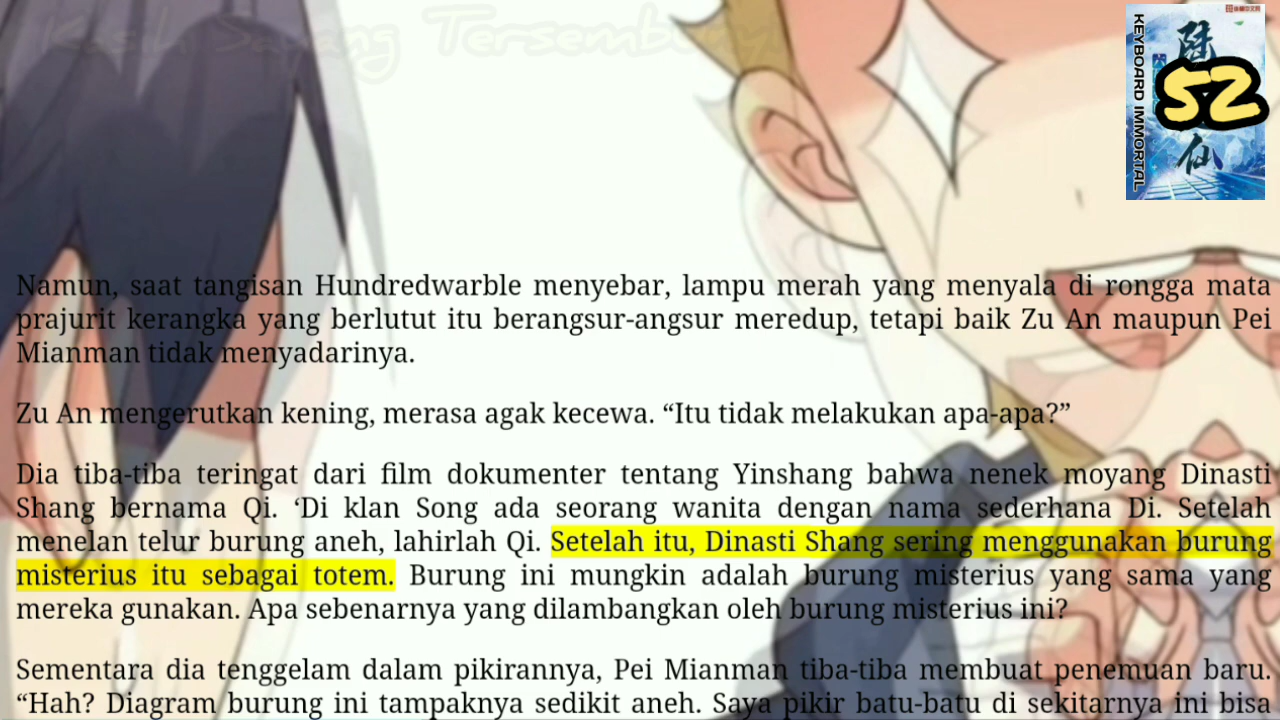 Kasih Sayang Tersembunyi
KEYBOARD IMMORTAL
52
仙
Namun, saat tangisan Hundredwarble menyebar, lampu merah yang menyala di rongga mata
prajurit kerangka yang berlutut itu berangsur-angsur meredup, tetapi baik Zu An maupun Pei
Mianman tidak menyadarinya.
Zu An mengerutkan kening, merasa agak kecewa. “Itu tidak melakukan apa-apa?”
Dia tiba-tiba teringat dari film dokumenter tentang Yinshang bahwa nenek moyang Dinasti
Shang bernama Qi. ‘Di klan Song ada seorang wanita dengan nama sederhana Di. Setelah
menelan telur burung aneh, lahirlah Qi. Setelah itu, Dinasti Shang sering menggunakan burung
misterius itu sebagai totem. Burung ini mungkin adalah burung misterius yang sama yang
mereka gunakan. Apa sebenarnya yang dilambangkan oleh burung misterius ini?
Sementara dia tenggelam dalam pikirannya, Pei Mianman tiba-tiba membuat penemuan baru.
“Hah? Diagram burung ini tampaknya sedikit aneh. Saya pikir batu-batu di sekitarnya ini bisa